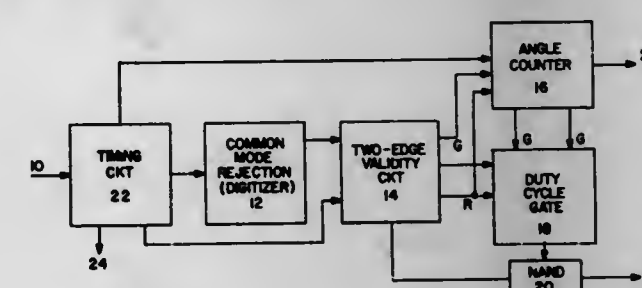 ANGLE
COUNTER
16
10
TIMING
CKT
22
COMMON
MODE
REJECTION
(DIGITIZER)
12
TWO-EDGE
VALIDITY
CKT
14
G
R
G
G
DUTY
CYCLE
GATE
18
24
NAND
20